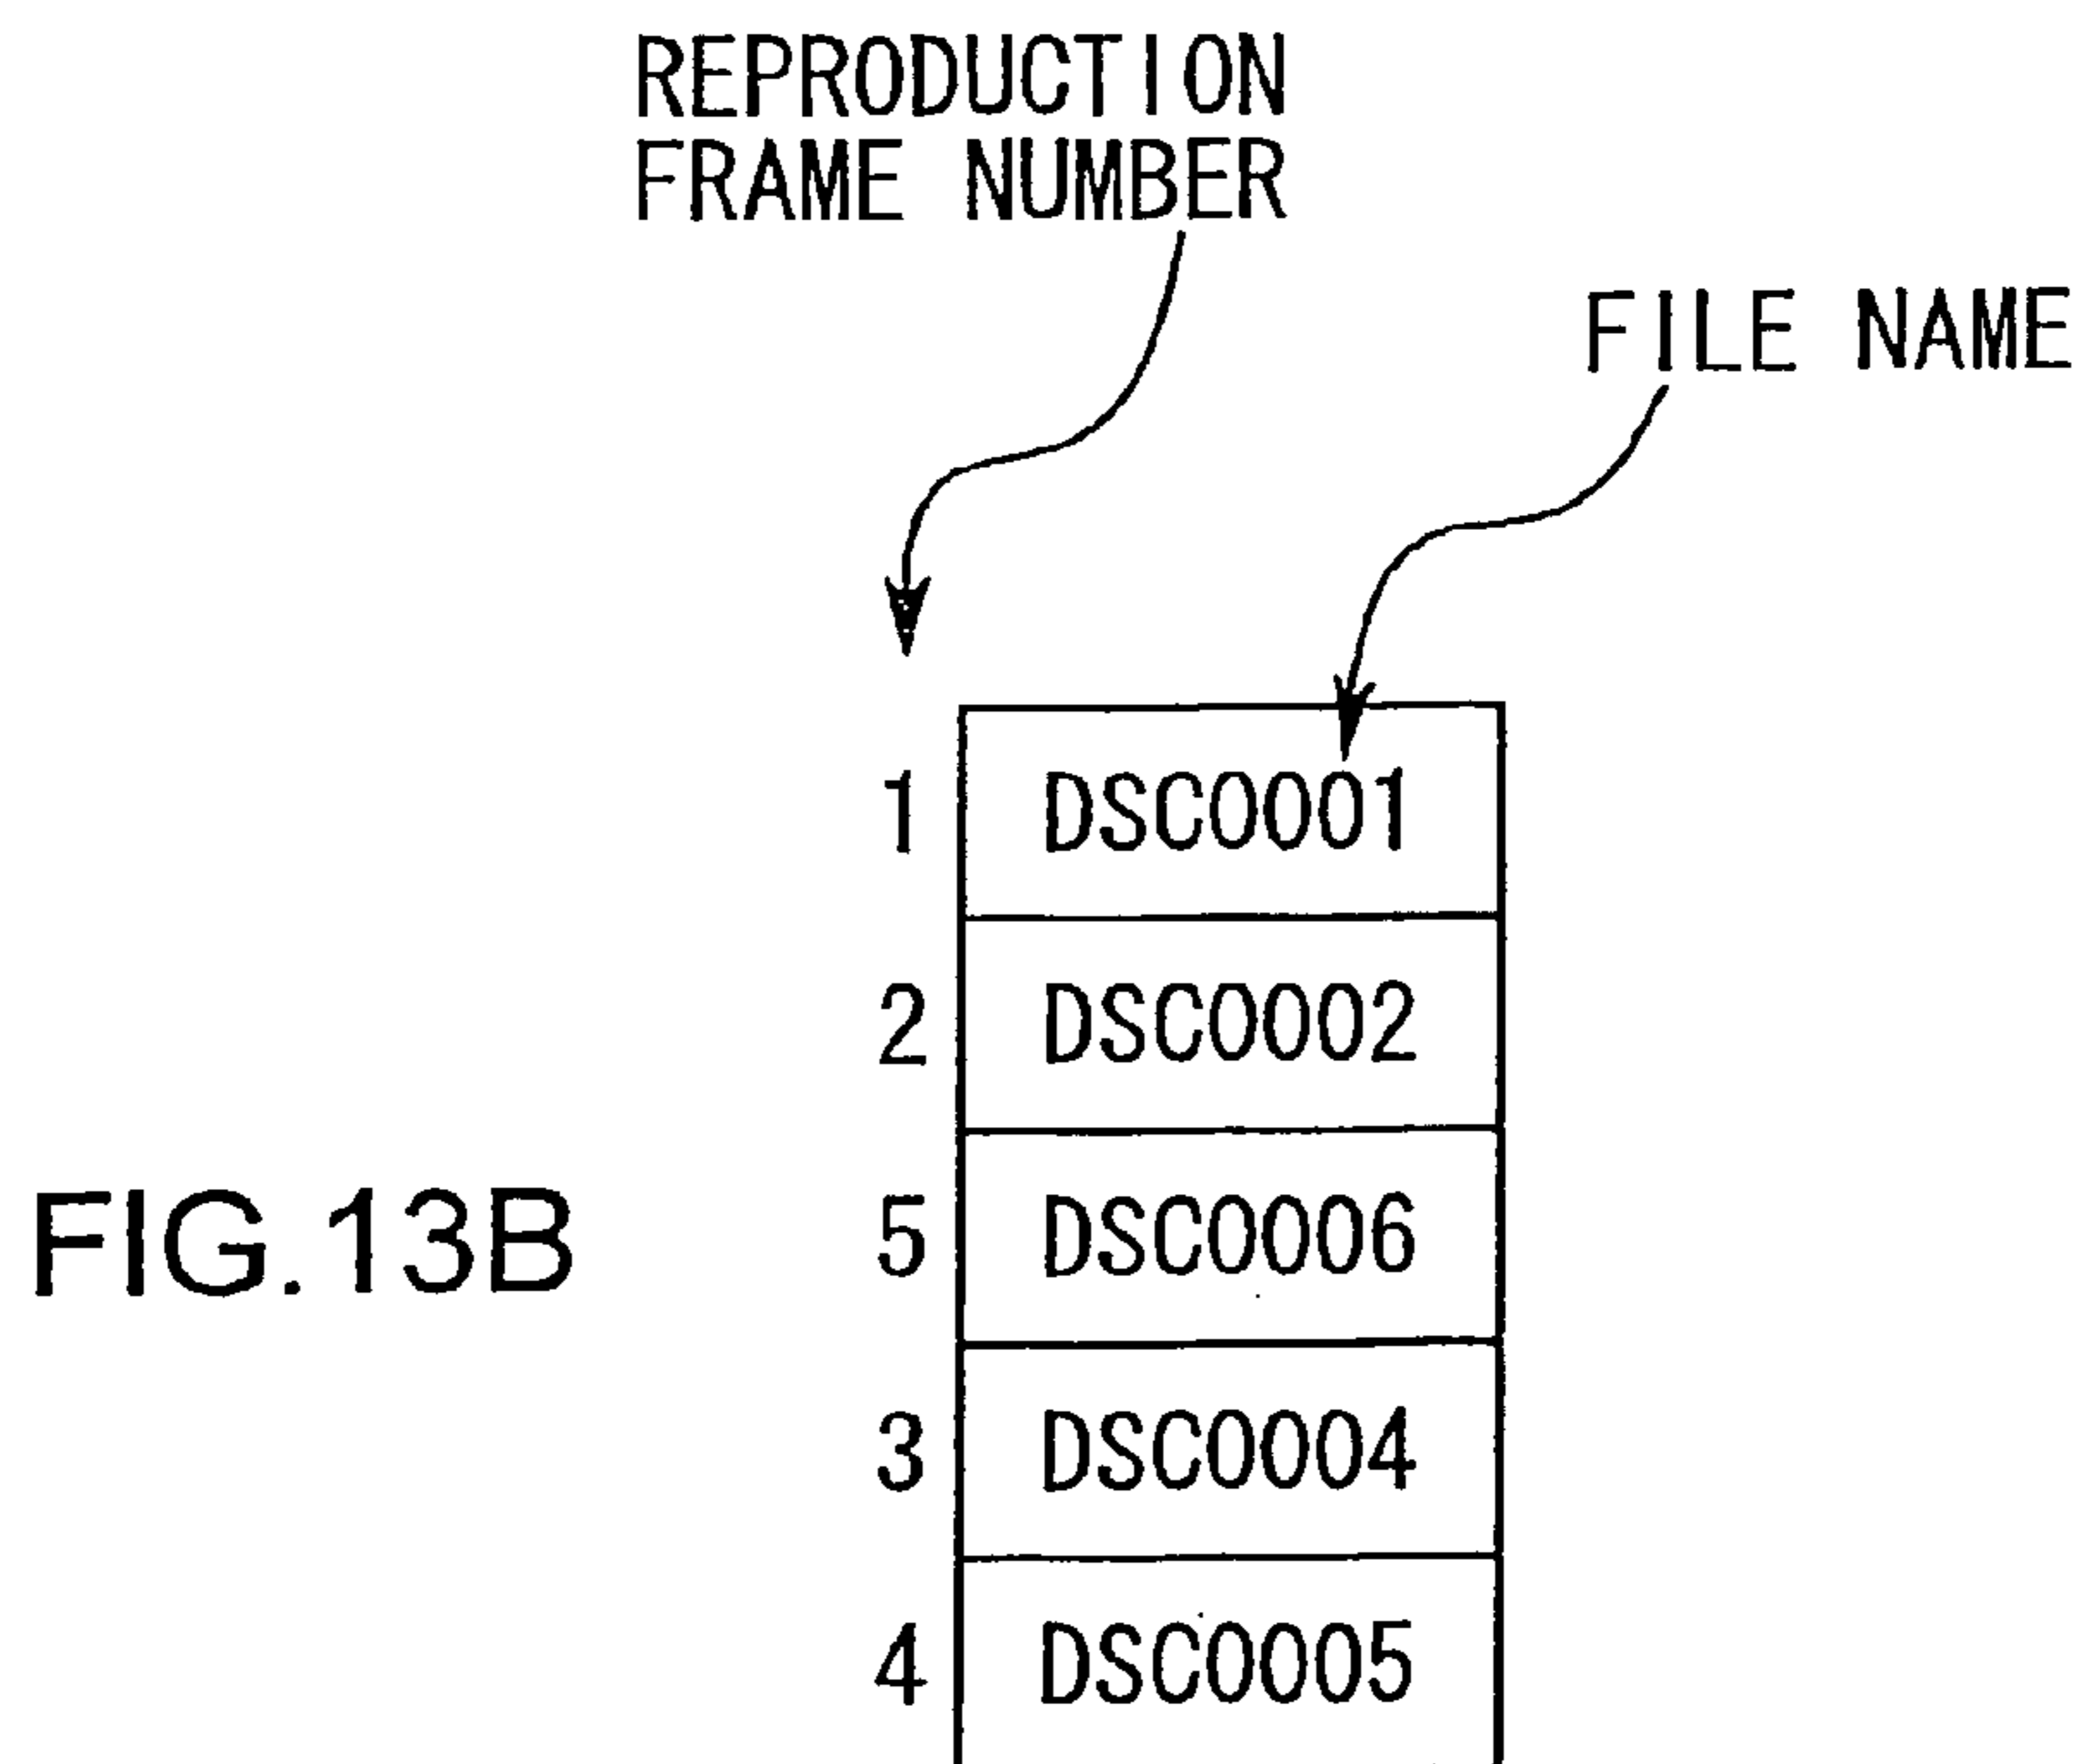 REPRODUCTION
FRAME NUMBER
FILE NAME
1 DSC0001
2 DSC0002
5 DSC0006
FIG.13B
3 DSC0004
4 DSC0005